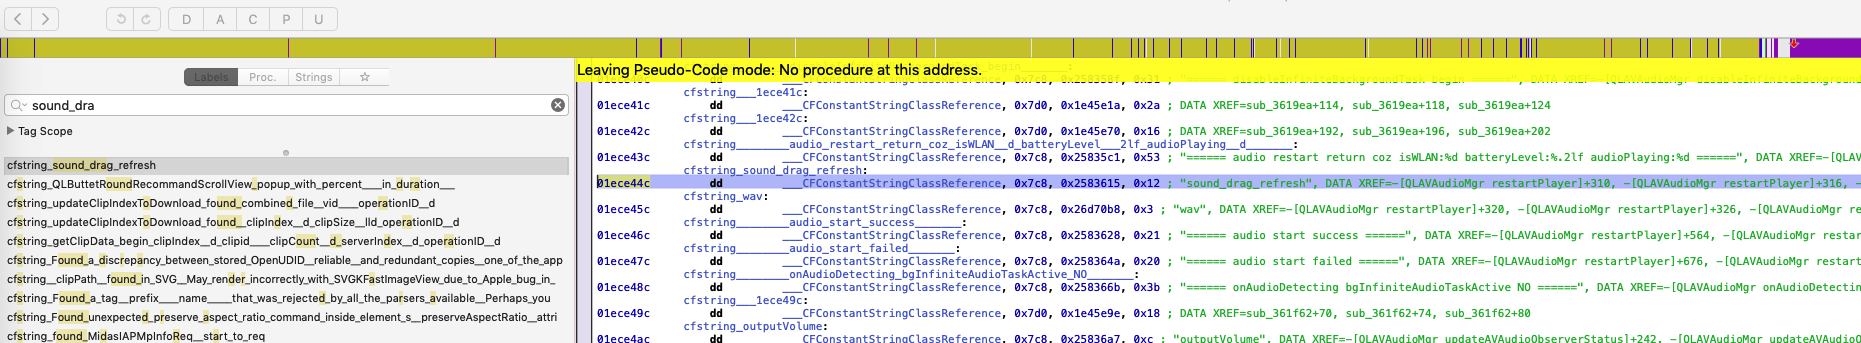 D A C P U
Labels Proc. Strings ☆
sound_dra
Tag Scope
cfstring_sound_drag_refresh
cfstring_QLButtetRoundRecommandScrollView_popup_with_percent____in_duration___
cfstring_updateClipIndexToDownload_found_combined_file__vid____operationID__d
cfstring_updateClipIndexToDownload_found__clipIndex__d_clipSize__lld_operationID__d
cfstring_getClipData_begin_clipIndex__d_clipid____clipCount__d_serverIndex__d_operationID__d
cfstring_Found_a_discrepancy_between_stored_OpenUDID__reliable__and_redundant_copies__one_of_the_app
cfstring__clipPath__found_in_SVG__May_render_incorrectly_with_SVGKFastImageView_due_to_Apple_bug_in_
cfstring_Found_a_tag__prefix____name_____that_was_rejected_by_all_the_parsers_available__Perhaps_you
cfstring_Found_unexpected_preserve_aspect_ratio_command_inside_element_s__preserveAspectRatio__attri
cfstring_found_MidasIAPMpInfoReq__start_to_req
Leaving Pseudo-Code mode: No procedure at this address.
cfstring___1ece41c:
01ece41c dd ___CFConstantStringClassReference, 0x7d0, 0x1e45e1a, 0x2a ; DATA XREF=sub_3619ea+114, sub_3619ea+118, sub_3619ea+124
cfstring___1ece42c:
01ece42c dd ___CFConstantStringClassReference, 0x7d0, 0x1e45e70, 0x16 ; DATA XREF=sub_3619ea+192, sub_3619ea+196, sub_3619ea+202
cfstring________audio_restart_return_coz_isWLAN__d_batteryLevel___2lf_audioPlaying__d_______:
01ece43c dd ___CFConstantStringClassReference, 0x7c8, 0x25835c1, 0x53 ; "====== audio restart return coz isWLAN:%d batteryLevel:%.2lf audioPlaying:%d ======", DATA XREF=-[QLAV
cfstring_sound_drag_refresh:
01ece44c dd ___CFConstantStringClassReference, 0x7c8, 0x2583615, 0x12 ; "sound_drag_refresh", DATA XREF=-[QLAVAudioMgr restartPlayer]+310, -[QLAVAudioMgr restartPlayer]+316, -
cfstring_wav:
01ece45c dd ___CFConstantStringClassReference, 0x7c8, 0x26d70b8, 0x3 ; "wav", DATA XREF=-[QLAVAudioMgr restartPlayer]+320, -[QLAVAudioMgr restartPlayer]+326, -[QLAVAudioMgr re
cfstring________audio_start_success_______:
01ece46c dd ___CFConstantStringClassReference, 0x7c8, 0x2583628, 0x21 ; "====== audio start success ======", DATA XREF=-[QLAVAudioMgr restartPlayer]+564, -[QLAVAudioMgr restar
cfstring________audio_start_failed_______:
01ece47c dd ___CFConstantStringClassReference, 0x7c8, 0x258364a, 0x20 ; "====== audio start failed ======", DATA XREF=-[QLAVAudioMgr restartPlayer]+676, -[QLAVAudioMgr restart
cfstring________onAudioDetecting_bgInfiniteAudioTaskActive_NO_______:
01ece48c dd ___CFConstantStringClassReference, 0x7c8, 0x258366b, 0x3b ; "====== onAudioDetecting bgInfiniteAudioTaskActive NO ======", DATA XREF=-[QLAVAudioMgr onAudioDetectin
cfstring___1ece49c:
01ece49c dd ___CFConstantStringClassReference, 0x7d0, 0x1e45e9e, 0x18 ; DATA XREF=sub_361f62+70, sub_361f62+74, sub_361f62+80
cfstring_outputVolume:
01ece4ac dd ___CFConstantStringClassReference, 0x7c8, 0x25836a7, 0xc ; "outputVolume", DATA XREF=-[QLAVAudioMgr updateAVAudioObserverStatus]+242, -[QLAVAudioMgr updateAVAudioO